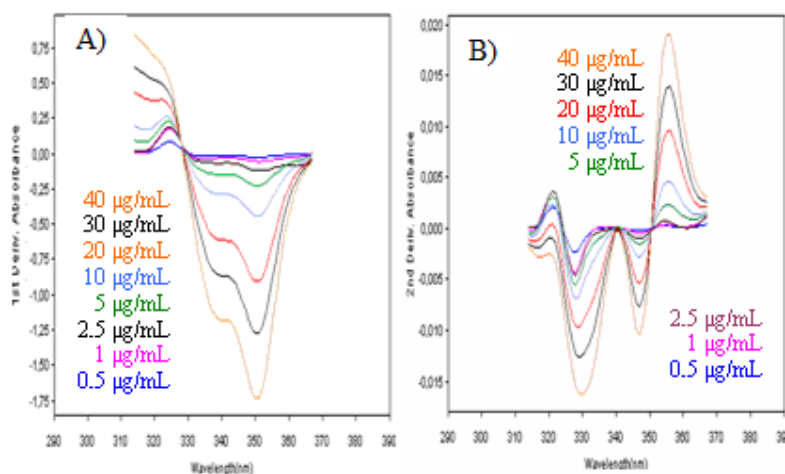 A)
0,75
0,50
0,25
0,00
-0,25
-0,50
-0,75
-1,00
-1,25
-1,50
-1,75
1st Deriv. Absorbance
40 µg/mL
30 µg/mL
20 µg/mL
10 µg/mL
5 µg/mL
2.5 µg/mL
1 µg/mL
0.5 µg/mL
290 300 310 320 330 340 350 360 370 380 390
Wavelength(nm)
B)
0,020
0,015
0,010
0,005
0,000
-0,005
-0,010
-0,015
2nd Deriv. Absorbance
40 µg/mL
30 µg/mL
20 µg/mL
10 µg/mL
5 µg/mL
2.5 µg/mL
1 µg/mL
0.5 µg/mL
290 300 310 320 330 340 350 360 370 380 390
Wavelength(nm)